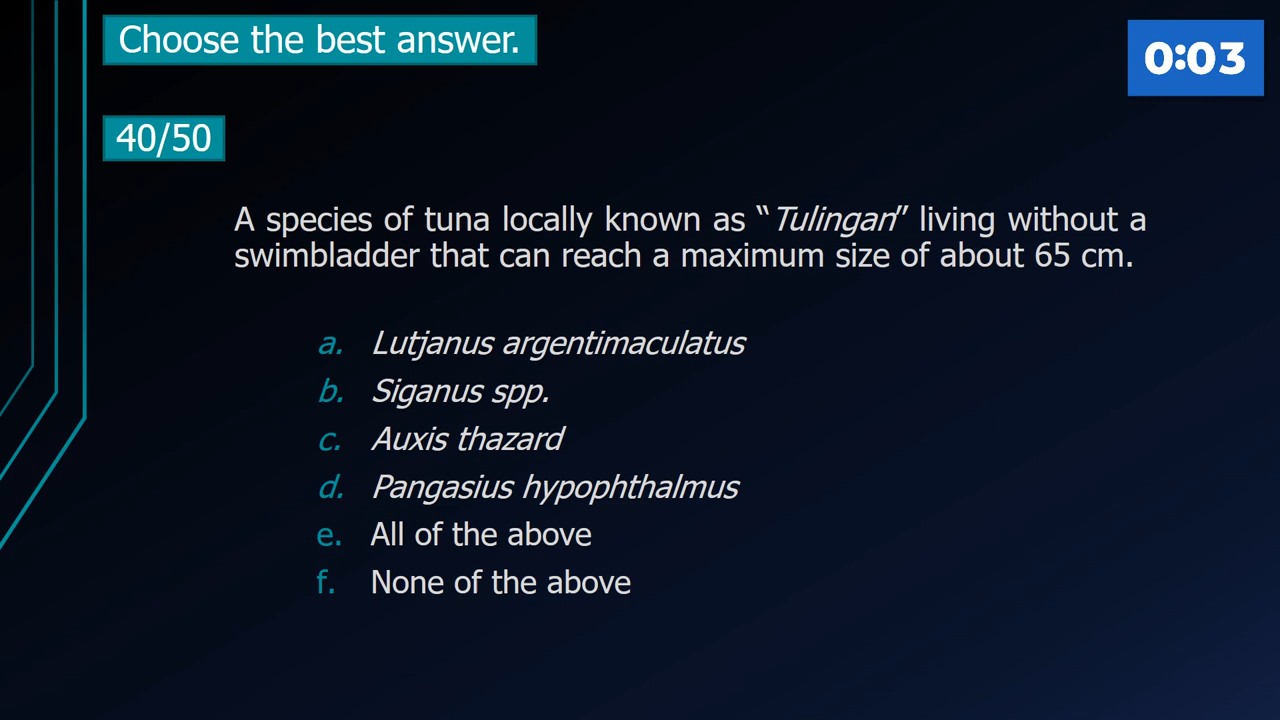 Choose the best answer.
0:03
40/50
A species of tuna locally known as “Tulingan” living without a
swimbladder that can reach a maximum size of about 65 cm.
a. Lutjanus argentimaculatus
b. Siganus spp.
c. Auxis thazard
d. Pangasius hypophthalmus
e. All of the above
f. None of the above